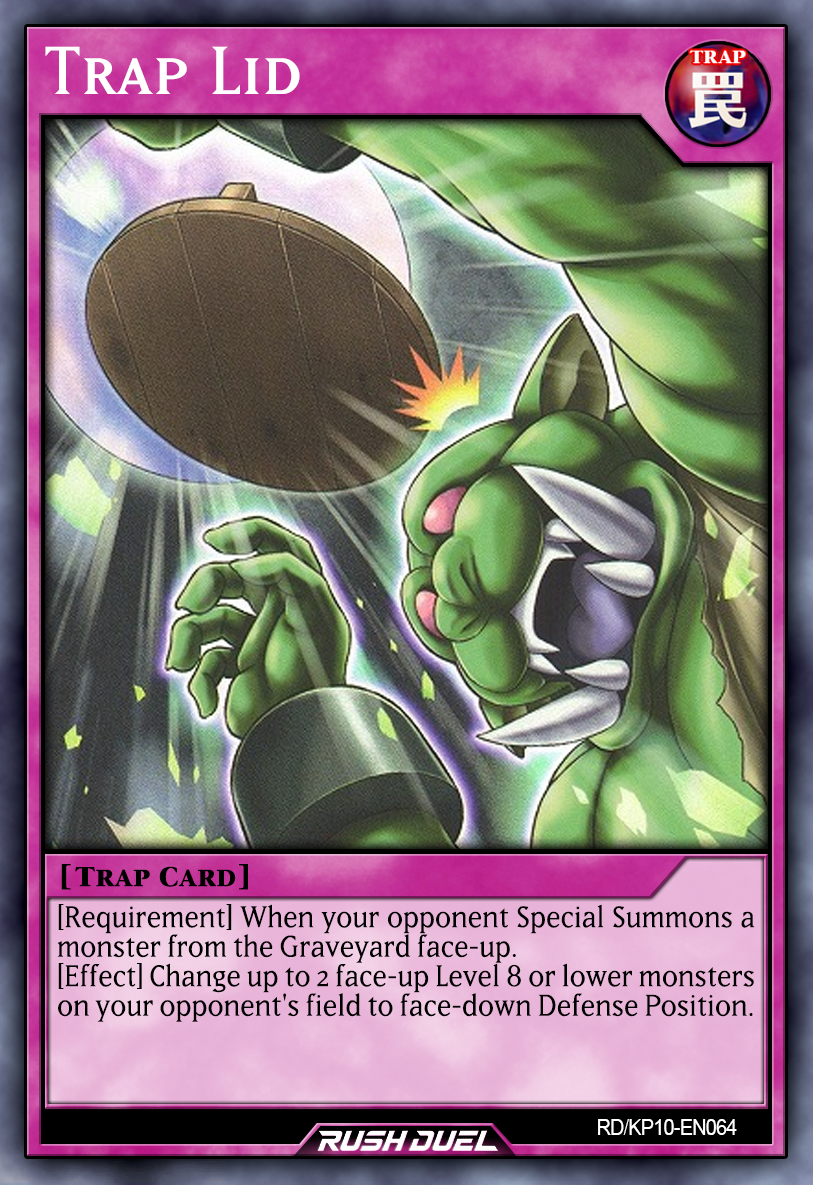 Trap Lid
TRAP
罠
[Trap Card]
[Requirement] When your opponent Special Summons a
monster from the Graveyard face-up.
[Effect] Change up to 2 face-up Level 8 or lower monsters
on your opponent's field to face-down Defense Position.
RD/KP10-EN064
RUSH DUEL